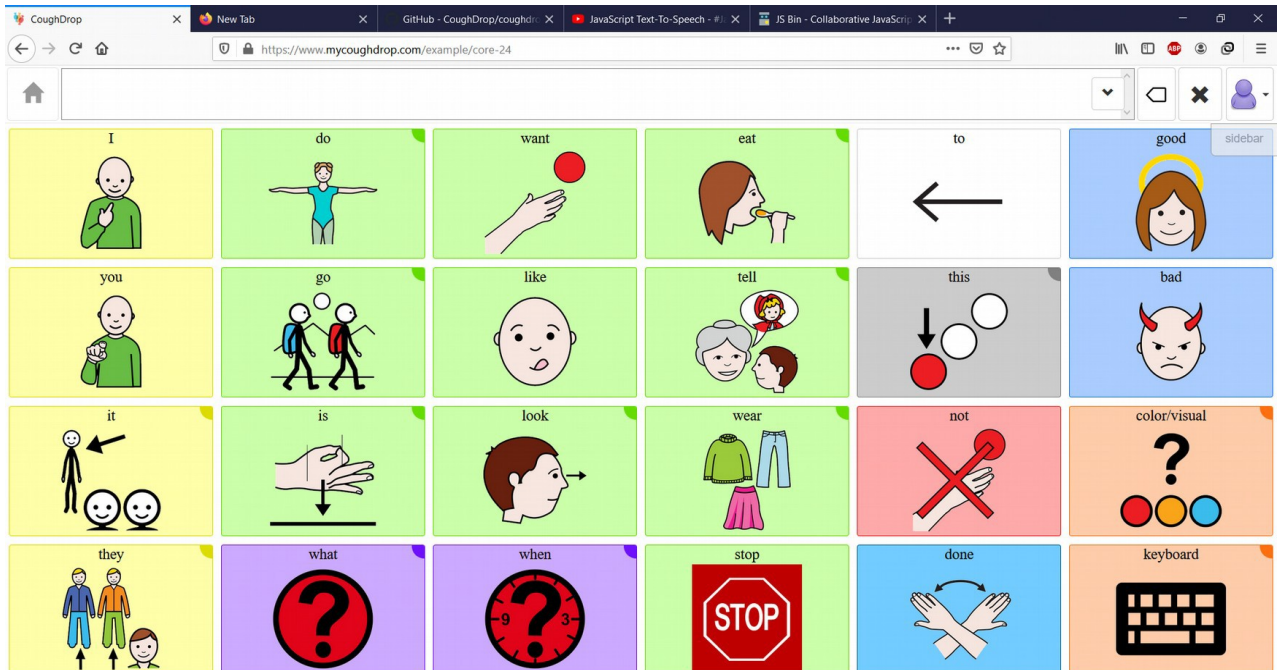 CoughDrop
New Tab
GitHub - CoughDrop/coughdro
JavaScript Text-To-Speech - #
JS Bin - Collaborative JavaScrip
https://www.mycoughdrop.com/example/core-24
ABP
sidebar
I
do
want
eat
to
good
you
go
like
tell
this
bad
it
is
look
wear
not
color/visual
?
they
what
when
stop
done
keyboard
?
9 ? 3
STOP